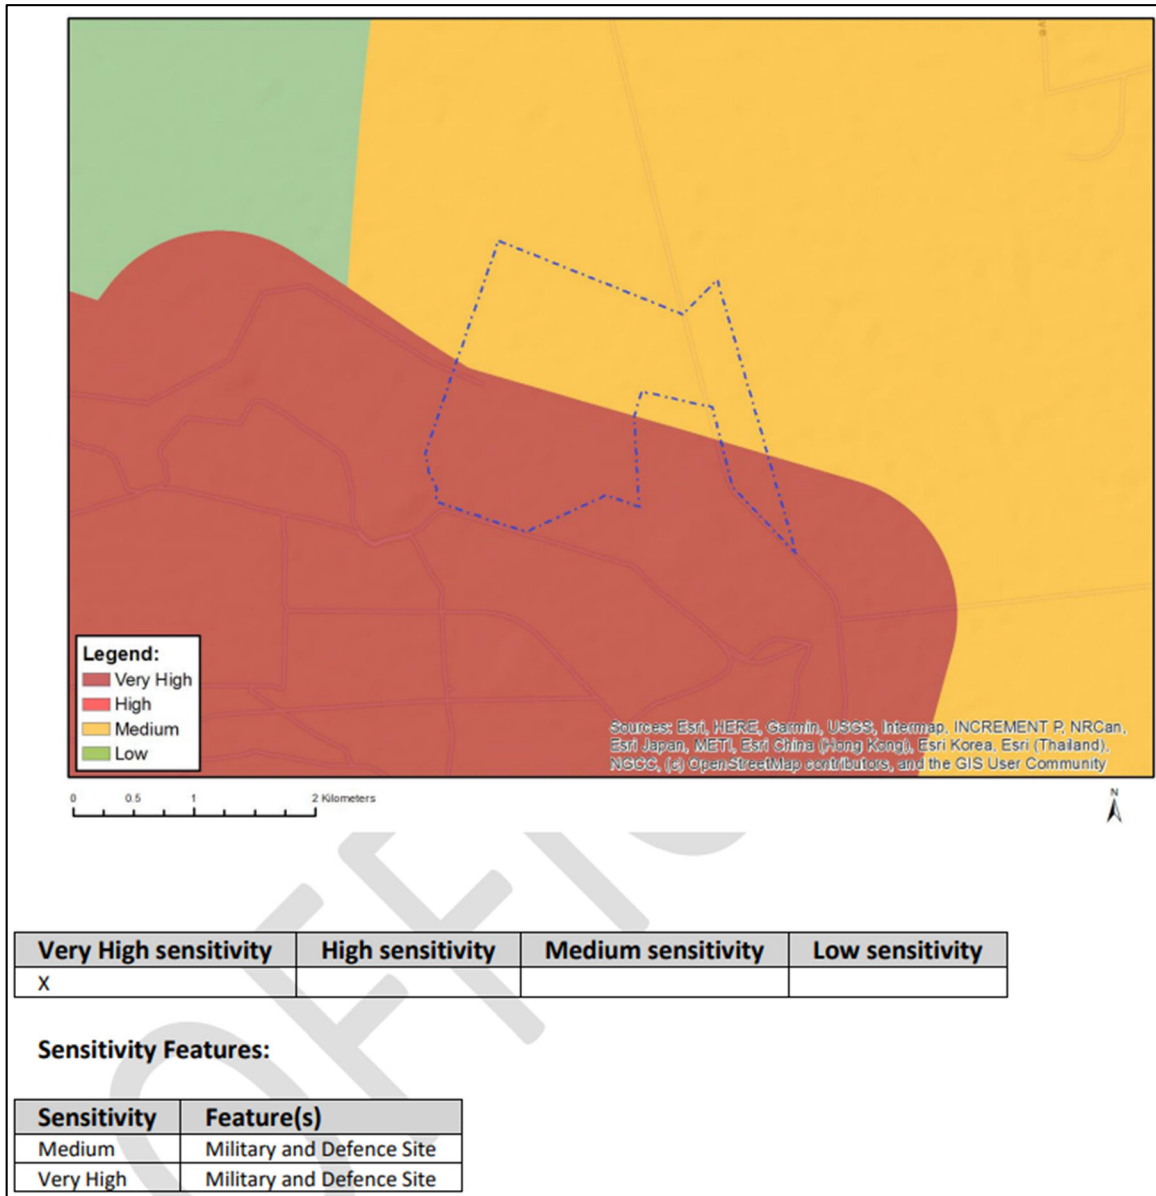 ve
Legend:
Very High
High
Medium
Low
Sources: Esri, HERE, Garmin, USGS, Intermap, INCREMENT P, NRCan,
Esri Japan, METI, Esri China (Hong Kong), Esri Korea, Esri (Thailand),
NGCC, (c) OpenStreetMap contributors, and the GIS User Community
0 0.5 1 2 Kilometers
N
Very High sensitivity High sensitivity Medium sensitivity Low sensitivity
X
Sensitivity Features:
Sensitivity Feature(s)
Medium Military and Defence Site
Very High Military and Defence Site
OFFI